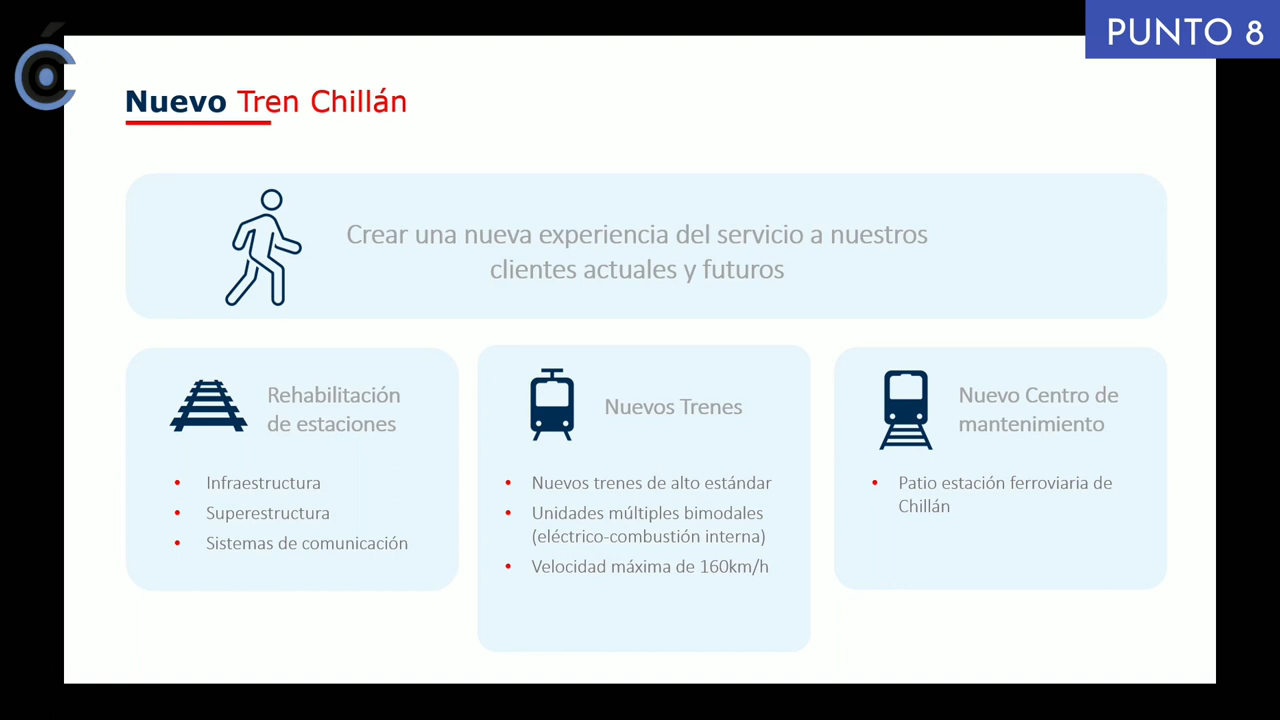 PUNTO 8
Nuevo Tren Chillán
Crear una nueva experiencia del servicio a nuestros
clientes actuales y futuros
Rehabilitación
de estaciones
• Infraestructura
• Superestructura
• Sistemas de comunicación
Nuevos Trenes
• Nuevos trenes de alto estándar
• Unidades múltiples bimodales
(eléctrico-combustión interna)
• Velocidad máxima de 160km/h
Nuevo Centro de
mantenimiento
• Patio estación ferroviaria de
Chillán